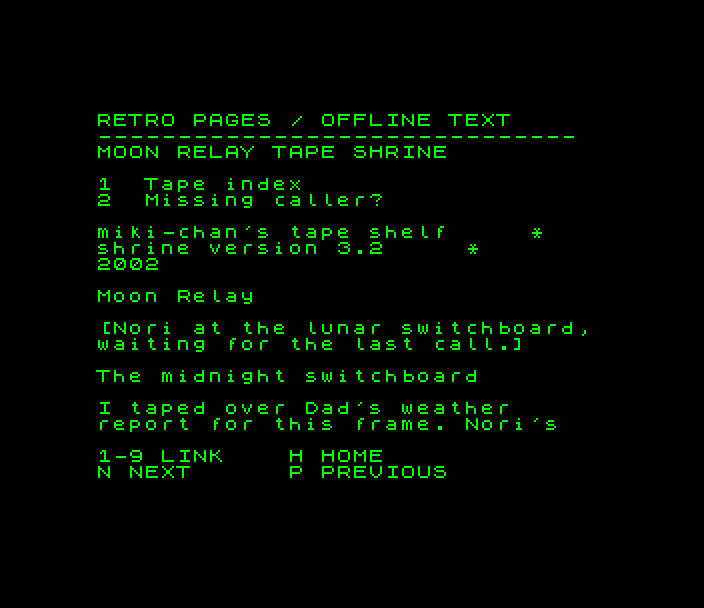 RETRO PAGES / OFFLINE TEXT
------------------------------
MOON RELAY TAPE SHRINE
1  Tape index
2  Missing caller?
miki-chan's tape shelf     *
shrine version 3.2     *
2002
Moon Relay
[Nori at the lunar switchboard,
waiting for the last call.]
The midnight switchboard
I taped over Dad's weather
report for this frame. Nori's
1-9 LINK    H HOME
N NEXT      P PREVIOUS